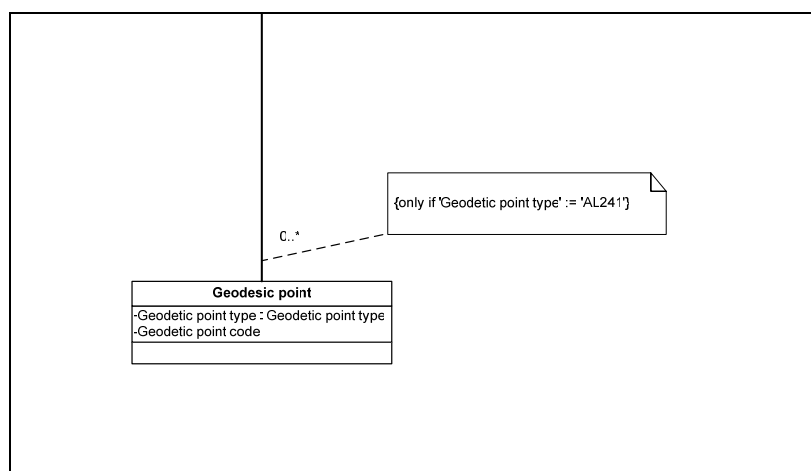 {only if 'Geodetic point type' := 'AL241'}
0..*
Geodesic point
-Geodetic point type : Geodetic point type
-Geodetic point code